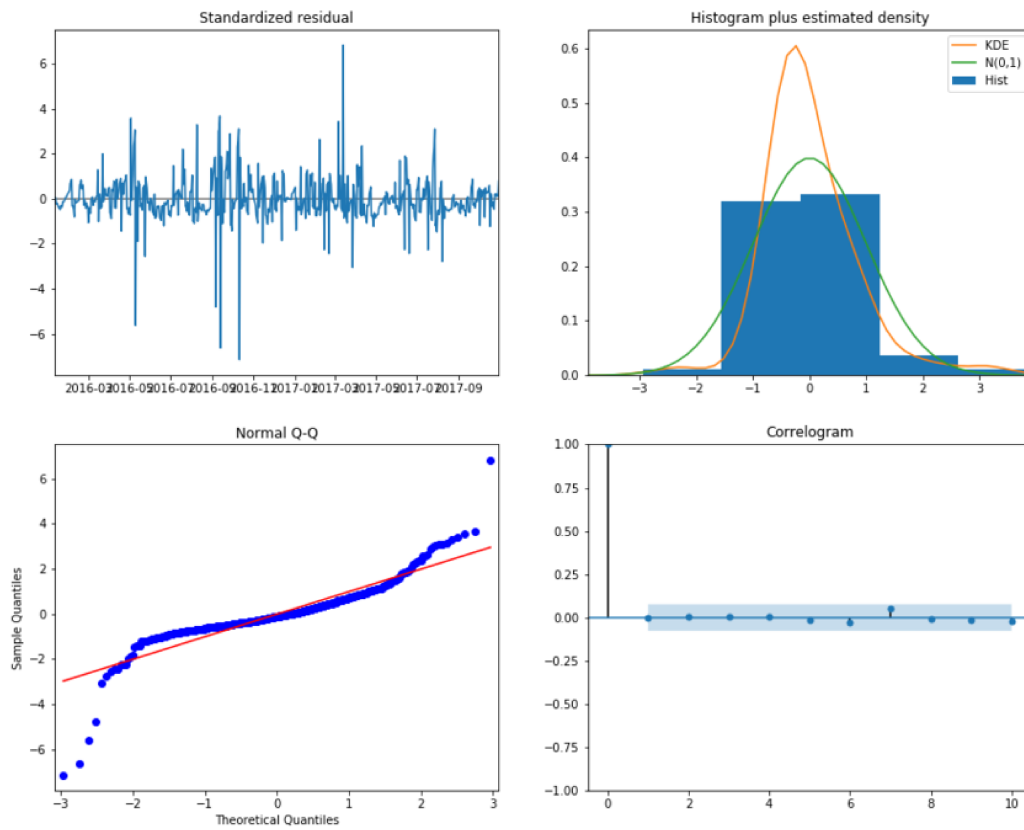 Standardized residual
6
4
2
0
−2
−4
−6
2016-03 2016-05 2016-07 2016-09 2016-11 2017-01 2017-03 2017-05 2017-07 2017-09
Histogram plus estimated density
KDE
N(0,1)
Hist
0.6
0.5
0.4
0.3
0.2
0.1
0.0
−3 −2 −1 0 1 2 3
Normal Q-Q
Sample Quantiles
6
4
2
0
−2
−4
−6
−3 −2 −1 0 1 2 3
Theoretical Quantiles
Correlogram
1.00
0.75
0.50
0.25
0.00
−0.25
−0.50
−0.75
−1.00
0 2 4 6 8 10